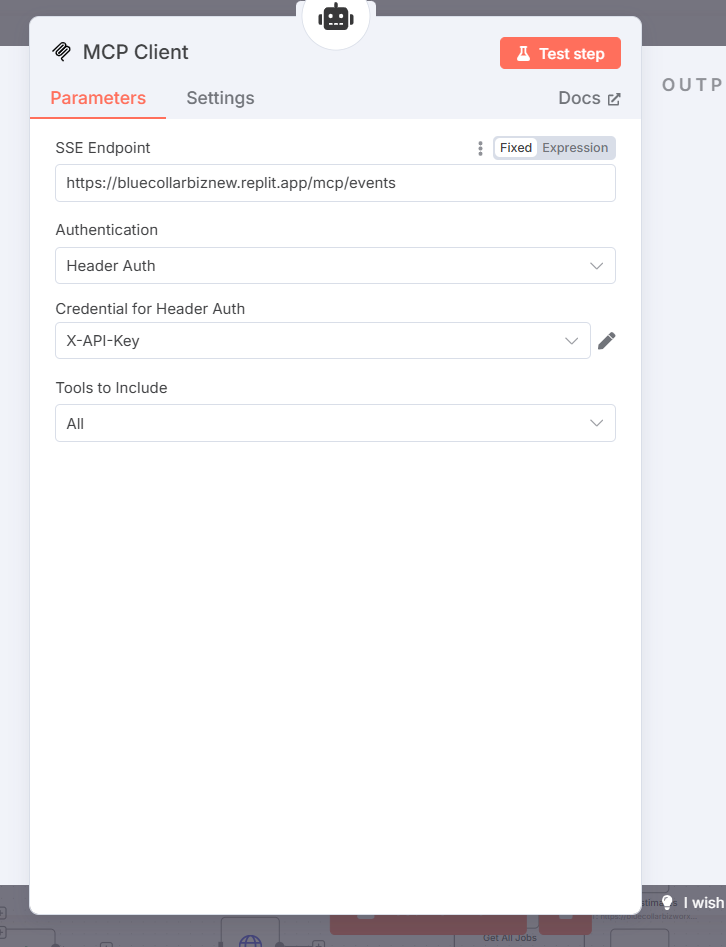 MCP Client
Test step
Parameters
Settings
Docs
OUTP
SSE Endpoint
Fixed
Expression
https://bluecollarbiznew.replit.app/mcp/events
Authentication
Header Auth
Credential for Header Auth
X-API-Key
Tools to Include
All
I wish
Get All Jobs